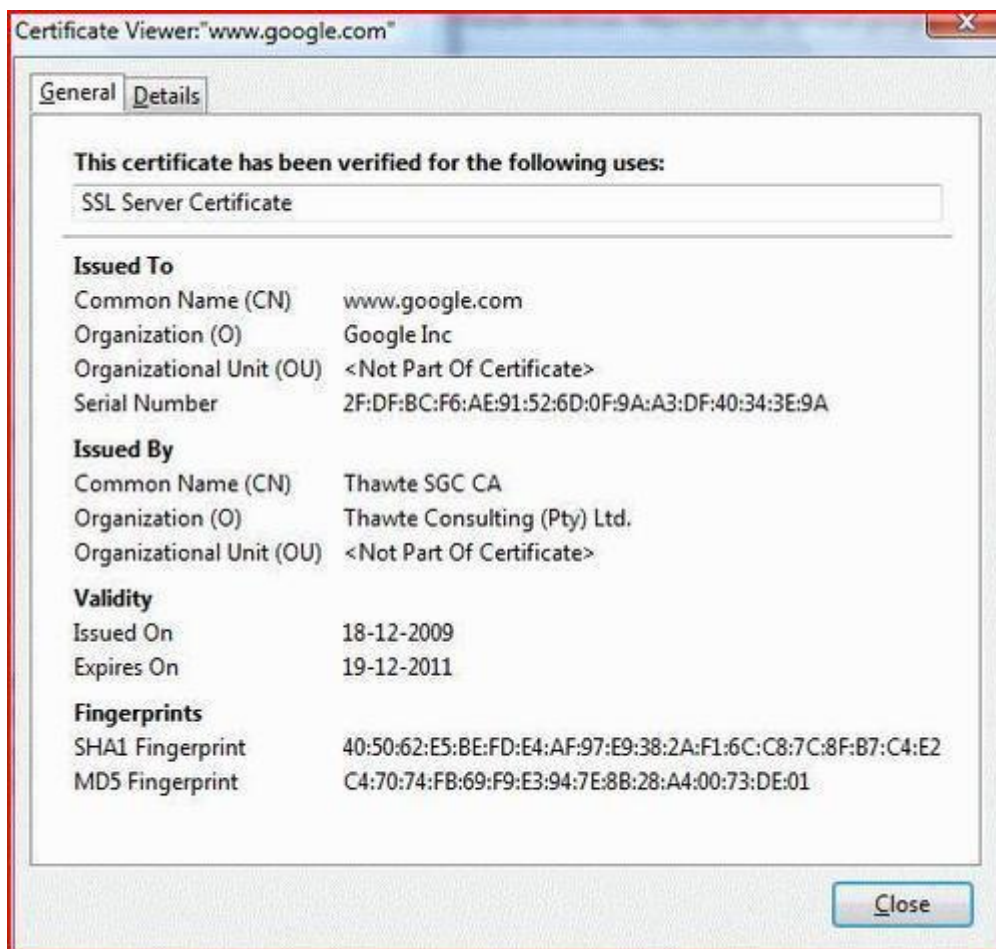 Certificate Viewer:"www.google.com"
X
General Details
This certificate has been verified for the following uses:
SSL Server Certificate
Issued To
Common Name (CN) www.google.com
Organization (O) Google Inc
Organizational Unit (OU) <Not Part Of Certificate>
Serial Number 2F:DF:BC:F6:AE:91:52:6D:0F:9A:A3:DF:40:34:3E:9A
Issued By
Common Name (CN) Thawte SGC CA
Organization (O) Thawte Consulting (Pty) Ltd.
Organizational Unit (OU) <Not Part Of Certificate>
Validity
Issued On 18-12-2009
Expires On 19-12-2011
Fingerprints
SHA1 Fingerprint 40:50:62:E5:BE:FD:E4:AF:97:E9:38:2A:F1:6C:C8:7C:8F:B7:C4:E2
MD5 Fingerprint C4:70:74:FB:69:F9:E3:94:7E:8B:28:A4:00:73:DE:01
Close